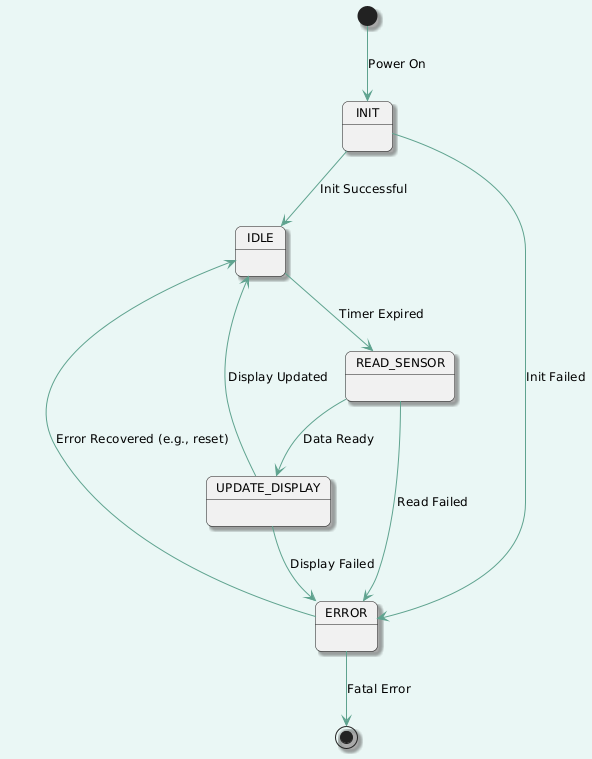 Power On
INIT
Init Successful
IDLE
Timer Expired
READ_SENSOR
Display Updated
Init Failed
Error Recovered (e.g., reset)
Data Ready
UPDATE_DISPLAY
Read Failed
Display Failed
ERROR
Fatal Error